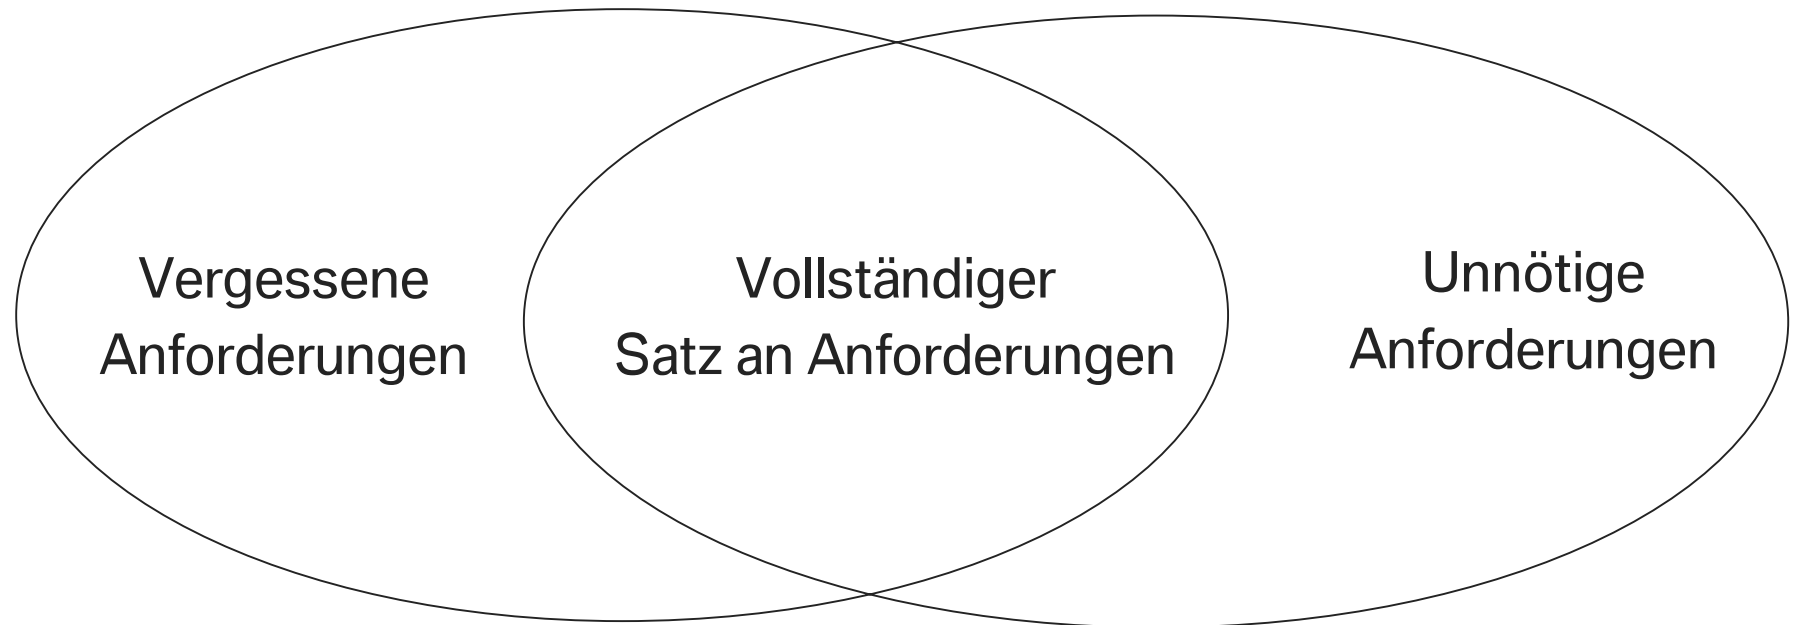 Vergessene
Anforderungen
Vollständiger
Satz an Anforderungen
Unnötige
Anforderungen